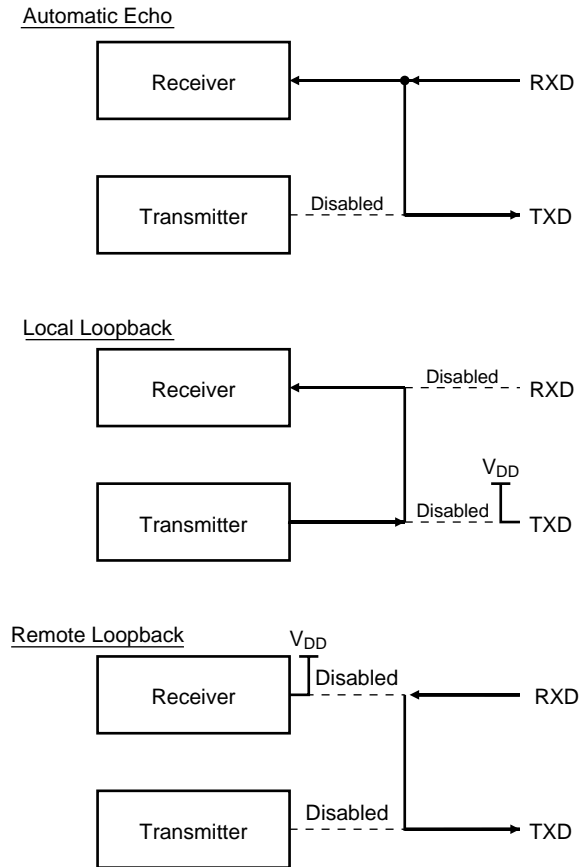 Automatic Echo
Receiver
RXD
Transmitter
Disabled
TXD
Local Loopback
Receiver
Disabled
RXD
VDD
Transmitter
Disabled
TXD
Remote Loopback
VDD
Receiver
Disabled
RXD
Transmitter
Disabled
TXD